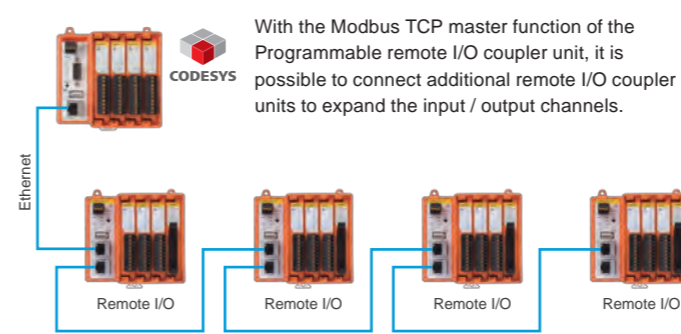 With the Modbus TCP master function of the
Programmable remote I/O coupler unit, it is
possible to connect additional remote I/O coupler
units to expand the input / output channels.
CODESYS
Ethernet
Remote I/O
Remote I/O
Remote I/O
Remote I/O